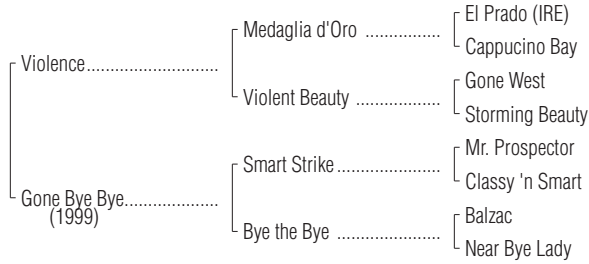 El Prado (IRE)
Medaglia d'Oro ..................
Cappucino Bay
Violence...............................
Gone West
Violent Beauty ....................
Storming Beauty
Mr. Prospector
Smart Strike ........................
Classy 'n Smart
Gone Bye Bye......................
(1999)
Balzac
Bye the Bye ........................
Near Bye Lady